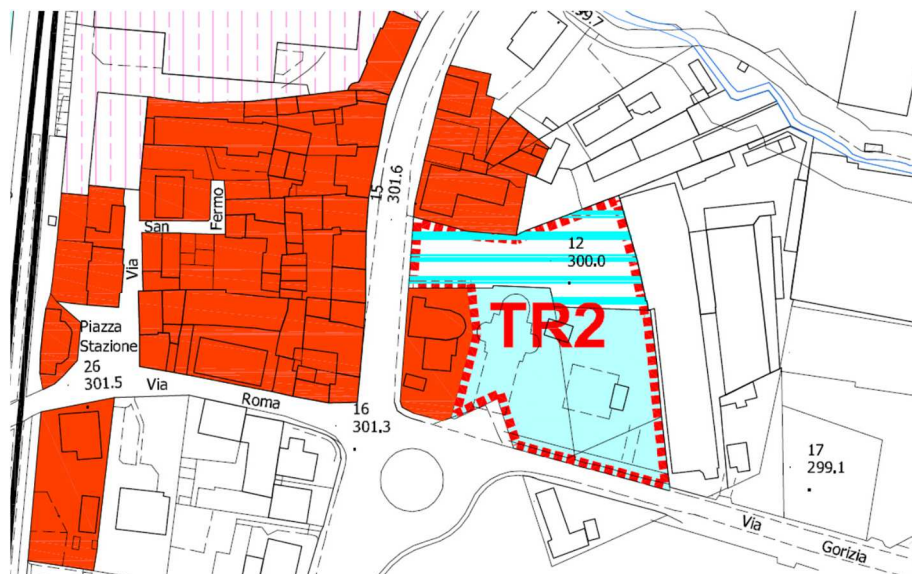 99.7
15
301.6
San
Fermo
Via
12
300.0
TR2
Piazza
Stazione
26
301.5
Via
Roma
16
301.3
17
299.1
Via
Gorizia